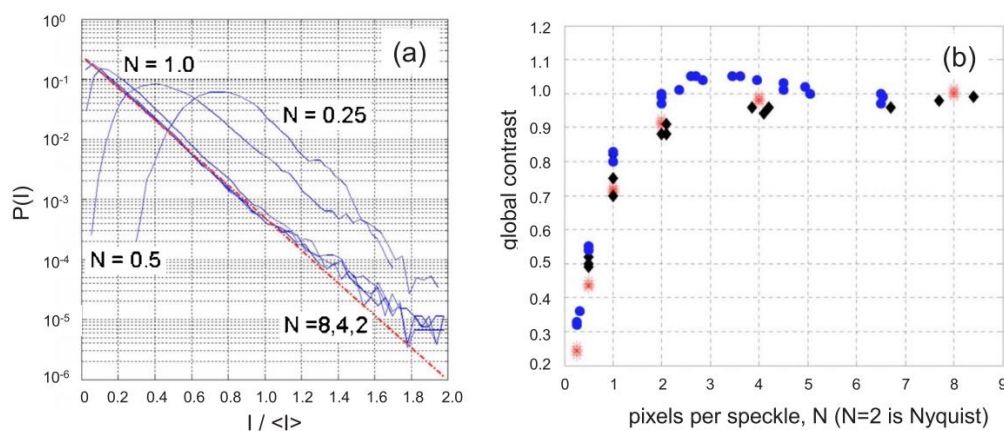 (a)
10⁰
10⁻¹
10⁻²
10⁻³
10⁻⁴
10⁻⁵
10⁻⁶
P(I)
N = 1.0
N = 0.25
N = 0.5
N =8,4,2
0.0 0.2 0.4 0.6 0.8 1.0 1.2 1.4 1.6 1.8 2.0
I / <I>
(b)
1.2
1.1
1.0
0.9
0.8
0.7
0.6
0.5
0.4
0.3
0.2
global contrast
0 1 2 3 4 5 6 7 8 9
pixels per speckle, N (N=2 is Nyquist)